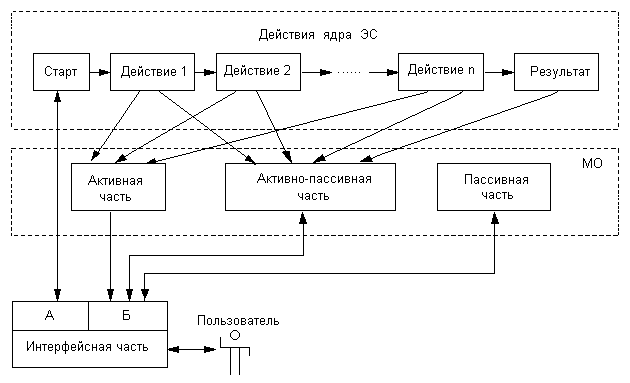 Действия ядра ЭС
Старт
Действие 1
Действие 2
......
Действие n
Результат
МО
Активная
часть
Активно-пассивная
часть
Пассивная
часть
А
Б
Интерфейсная часть
Пользователь